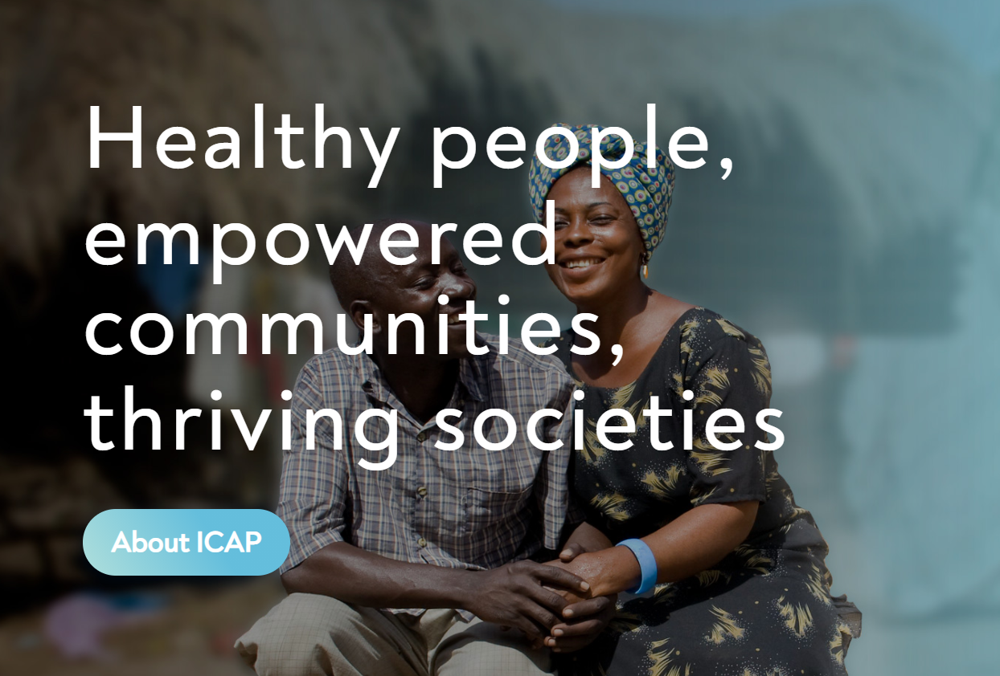 Healthy people,
empowered
communities,
thriving societies
About ICAP